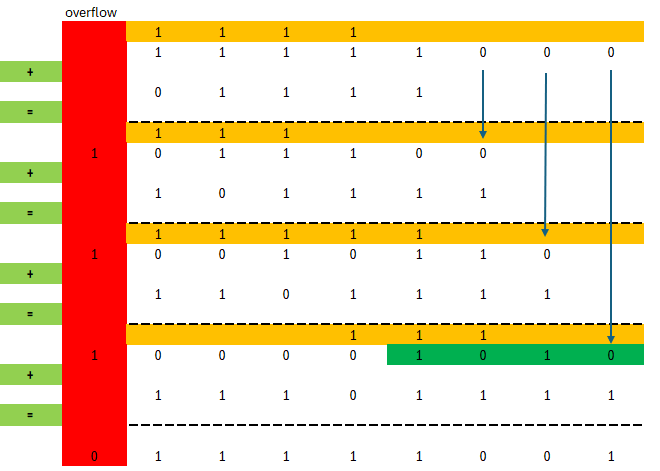 overflow
1 1 1 1
1 1 1 1 1 0 0 0
+
0 1 1 1 1
=
1 1 1
1 0 1 1 1 0 0
+
1 0 1 1 1 1
=
1 1 1 1 1
1 0 0 1 0 1 1 0
+
1 1 0 1 1 1 1
=
1 1 1
1 0 0 0 0 1 0 1 0
+
1 1 1 0 1 1 1 1
=
0 1 1 1 1 1 0 0 1